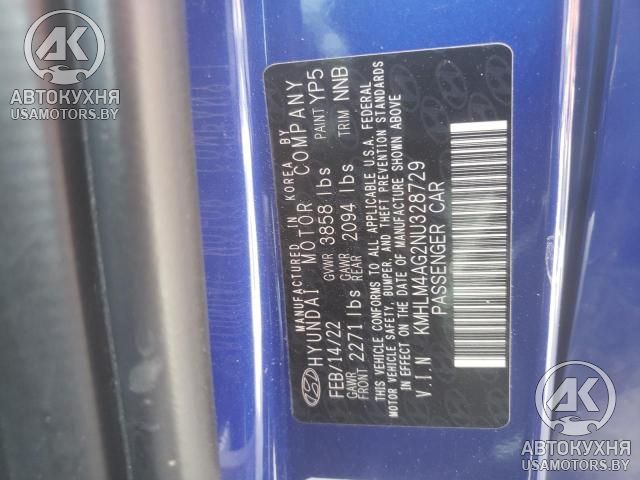 MANUFACTURED IN KOREA BY
HYUNDAI MOTOR COMPANY
FEB/14/22 GVWR 3858 lbs PAINT YP5
GAWR FRONT 2271 lbs GAWR REAR 2094 lbs TRIM NNB
THIS VEHICLE CONFORMS TO ALL APPLICABLE U.S.A. FEDERAL
MOTOR VEHICLE SAFETY, BUMPER, AND THEFT PREVENTION STANDARDS
IN EFFECT ON THE DATE OF MANUFACTURE SHOWN ABOVE
V.I.N KMHLM4AG2NU328729
PASSENGER CAR
АК
АВТОКУХНЯ
USAMOTORS.BY
АК
АВТОКУХНЯ
USAMOTORS.BY